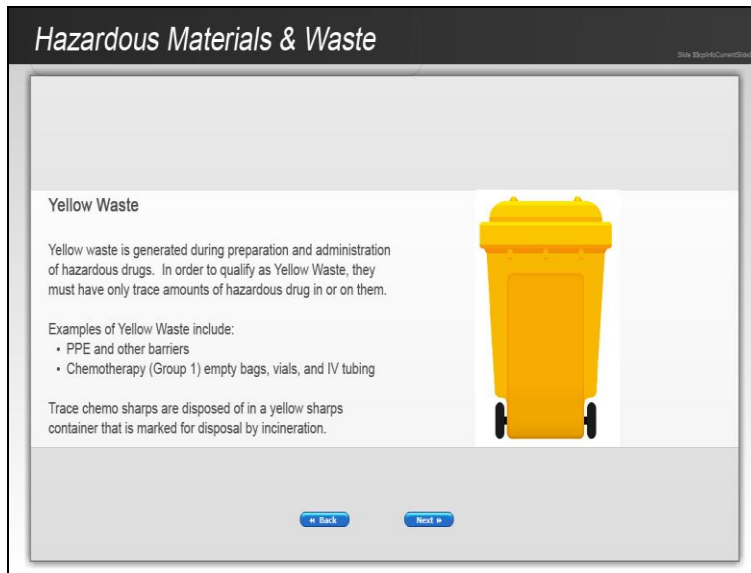 Hazardous Materials & Waste
Slide $$cpInfoCurrentSlide$
Yellow Waste
Yellow waste is generated during preparation and administration
of hazardous drugs.  In order to qualify as Yellow Waste, they
must have only trace amounts of hazardous drug in or on them.
Examples of Yellow Waste include:
• PPE and other barriers
• Chemotherapy (Group 1) empty bags, vials, and IV tubing
Trace chemo sharps are disposed of in a yellow sharps
container that is marked for disposal by incineration.
« Back
Next »